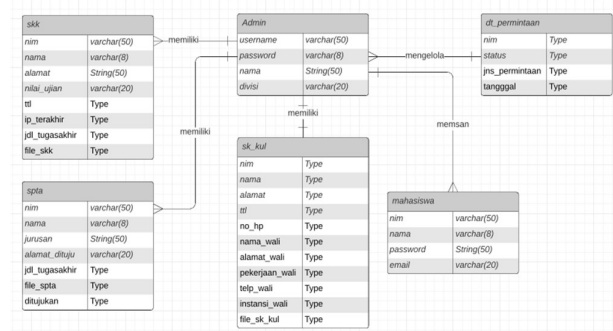 skk
nim varchar(50)
nama varchar(8)
alamat String(50)
nilai_ujian varchar(20)
ttl Type
ip_terakhir Type
jdl_tugasakhir Type
file_skk Type
memiliki
Admin
username varchar(50)
password varchar(8)
nama String(50)
divisi varchar(20)
mengelola
dt_permintaan
nim Type
status Type
jns_permintaan Type
tangggal Type
memiliki
memiliki
memsan
spta
nim varchar(50)
nama varchar(8)
jurusan String(50)
alamat_dituju varchar(20)
jdl_tugasakhir Type
file_spta Type
ditujukan Type
sk_kul
nim Type
nama Type
alamat Type
ttl Type
no_hp Type
nama_wali Type
alamat_wali Type
pekerjaan_wali Type
telp_wali Type
instansi_wali Type
file_sk_kul Type
mahasiswa
nim varchar(50)
nama varchar(8)
password String(50)
email varchar(20)